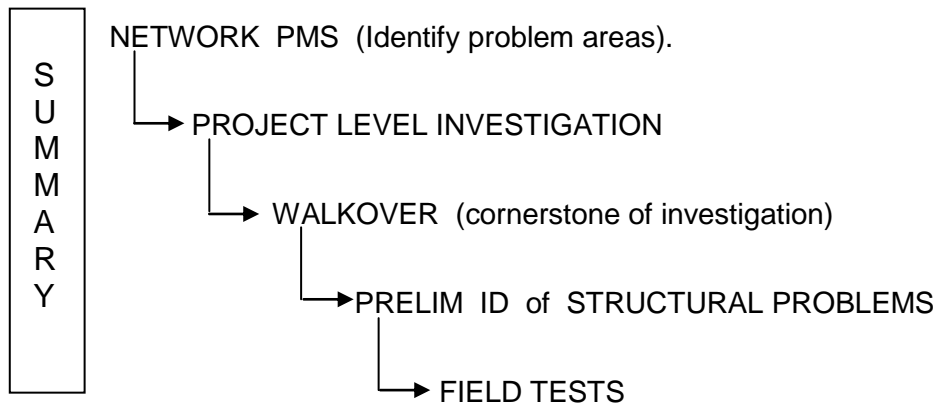 SUMMARY
NETWORK PMS (Identify problem areas).
PROJECT LEVEL INVESTIGATION
WALKOVER (cornerstone of investigation)
PRELIM ID of STRUCTURAL PROBLEMS
FIELD TESTS